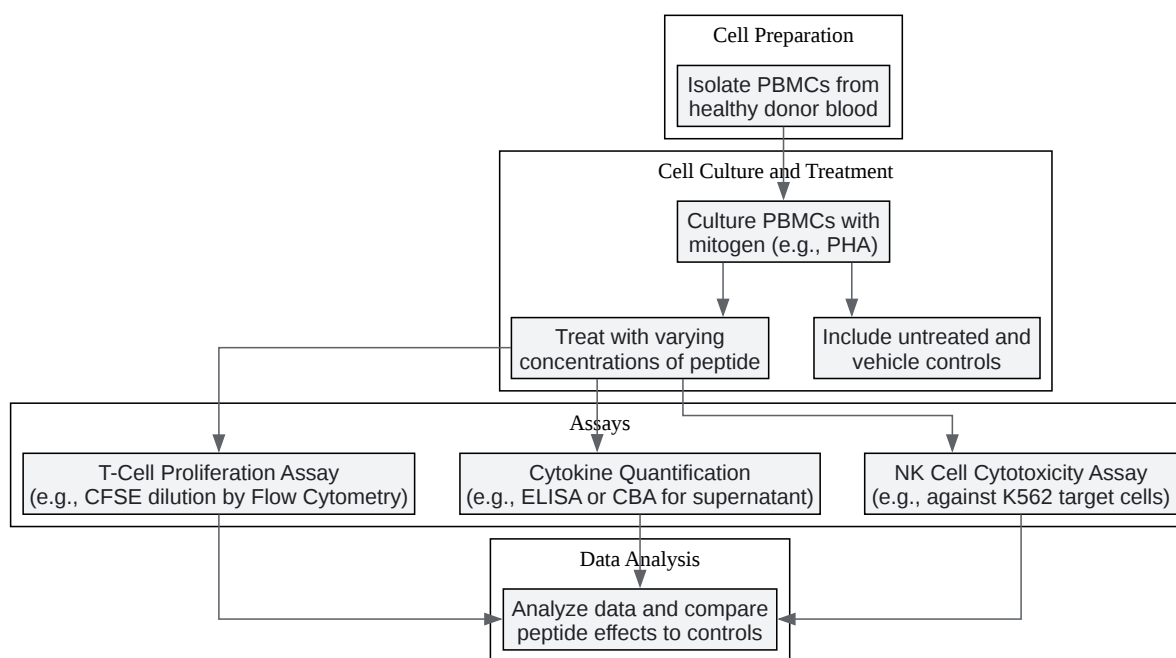 Cell Preparation
Isolate PBMCs from
healthy donor blood
Cell Culture and Treatment
Culture PBMCs with
mitogen (e.g., PHA)
Treat with varying
concentrations of peptide
Include untreated and
vehicle controls
Assays
T-Cell Proliferation Assay
(e.g., CFSE dilution by Flow Cytometry)
Cytokine Quantification
(e.g., ELISA or CBA for supernatant)
NK Cell Cytotoxicity Assay
(e.g., against K562 target cells)
Data Analysis
Analyze data and compare
peptide effects to controls